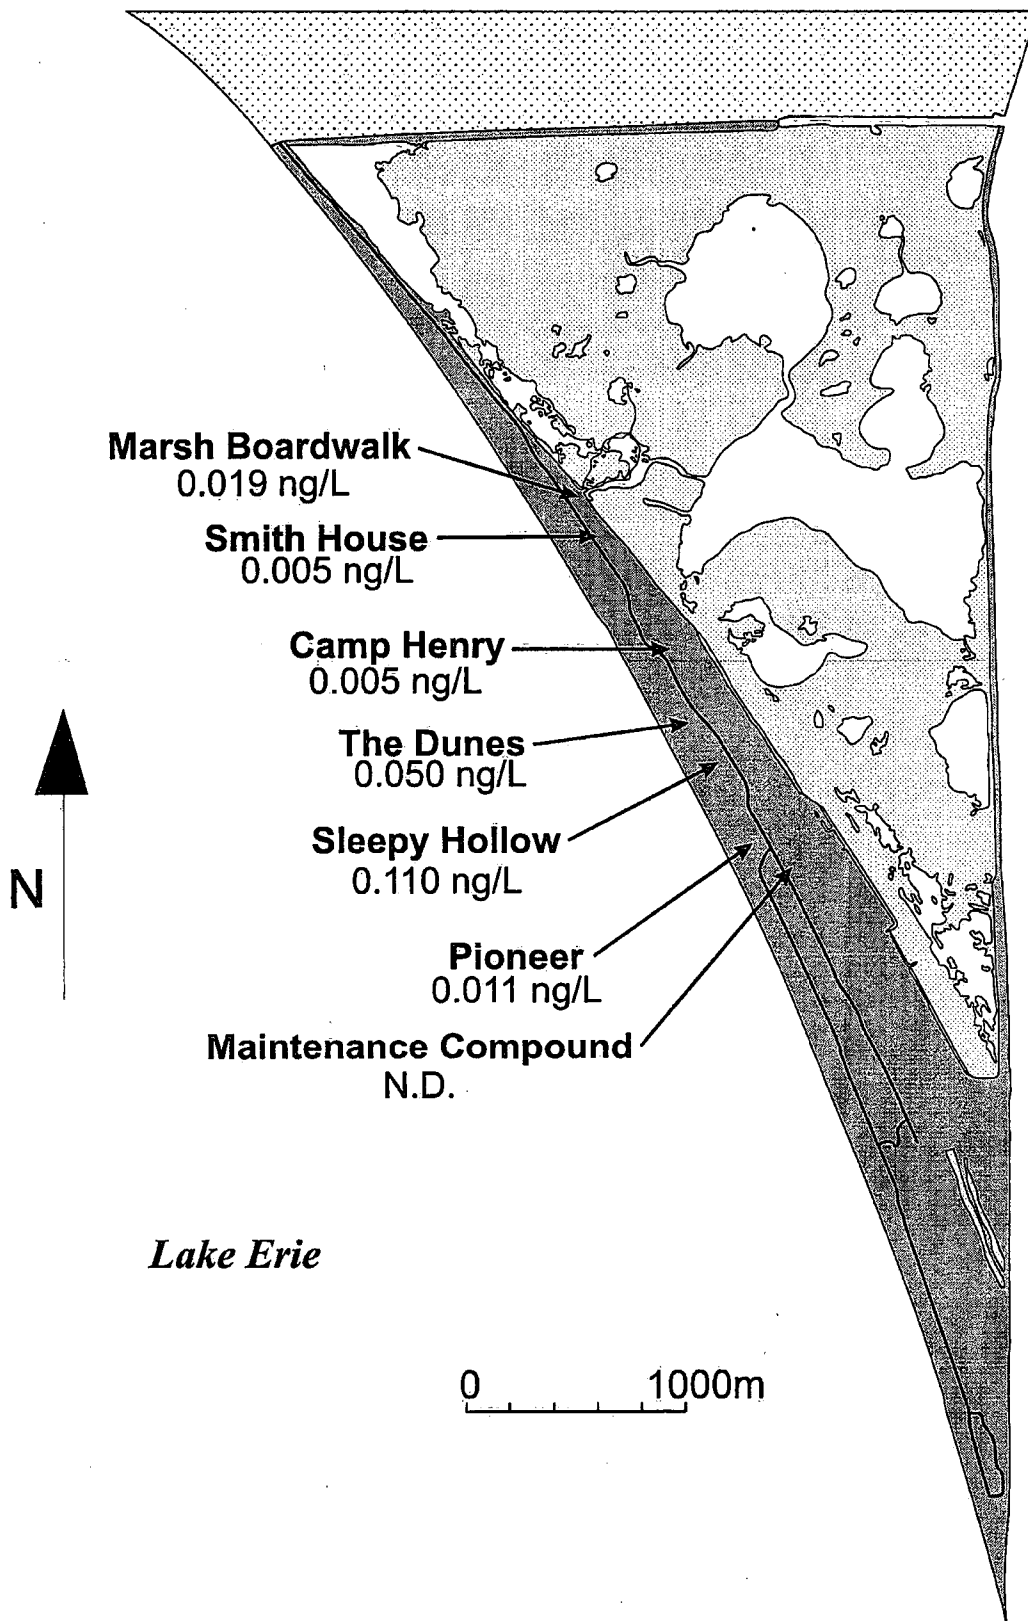 Marsh Boardwalk
0.019 ng/L
Smith House
0.005 ng/L
Camp Henry
0.005 ng/L
The Dunes
0.050 ng/L
Sleepy Hollow
0.110 ng/L
N
Pioneer
0.011 ng/L
Maintenance Compound
N.D.
Lake Erie
0 1000m